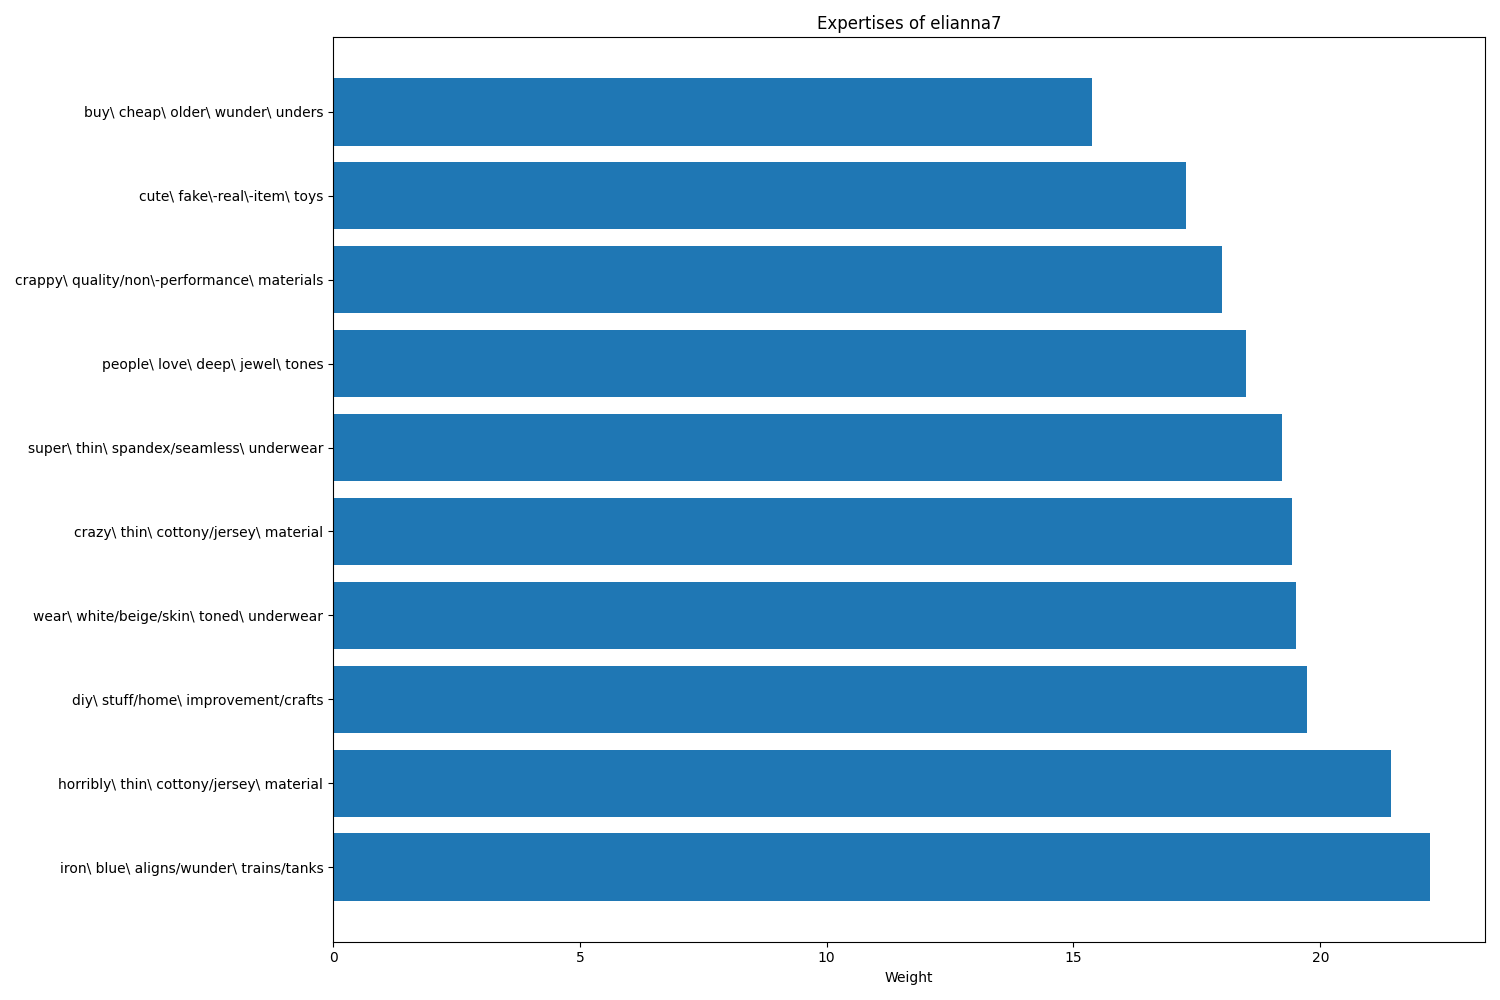 Expertises of elianna7
buy\ cheap\ older\ wunder\ unders
cute\ fake\-real\-item\ toys
crappy\ quality/non\-performance\ materials
people\ love\ deep\ jewel\ tones
super\ thin\ spandex/seamless\ underwear
crazy\ thin\ cottony/jersey\ material
wear\ white/beige/skin\ toned\ underwear
diy\ stuff/home\ improvement/crafts
horribly\ thin\ cottony/jersey\ material
iron\ blue\ aligns/wunder\ trains/tanks
0 5 10 15 20
Weight